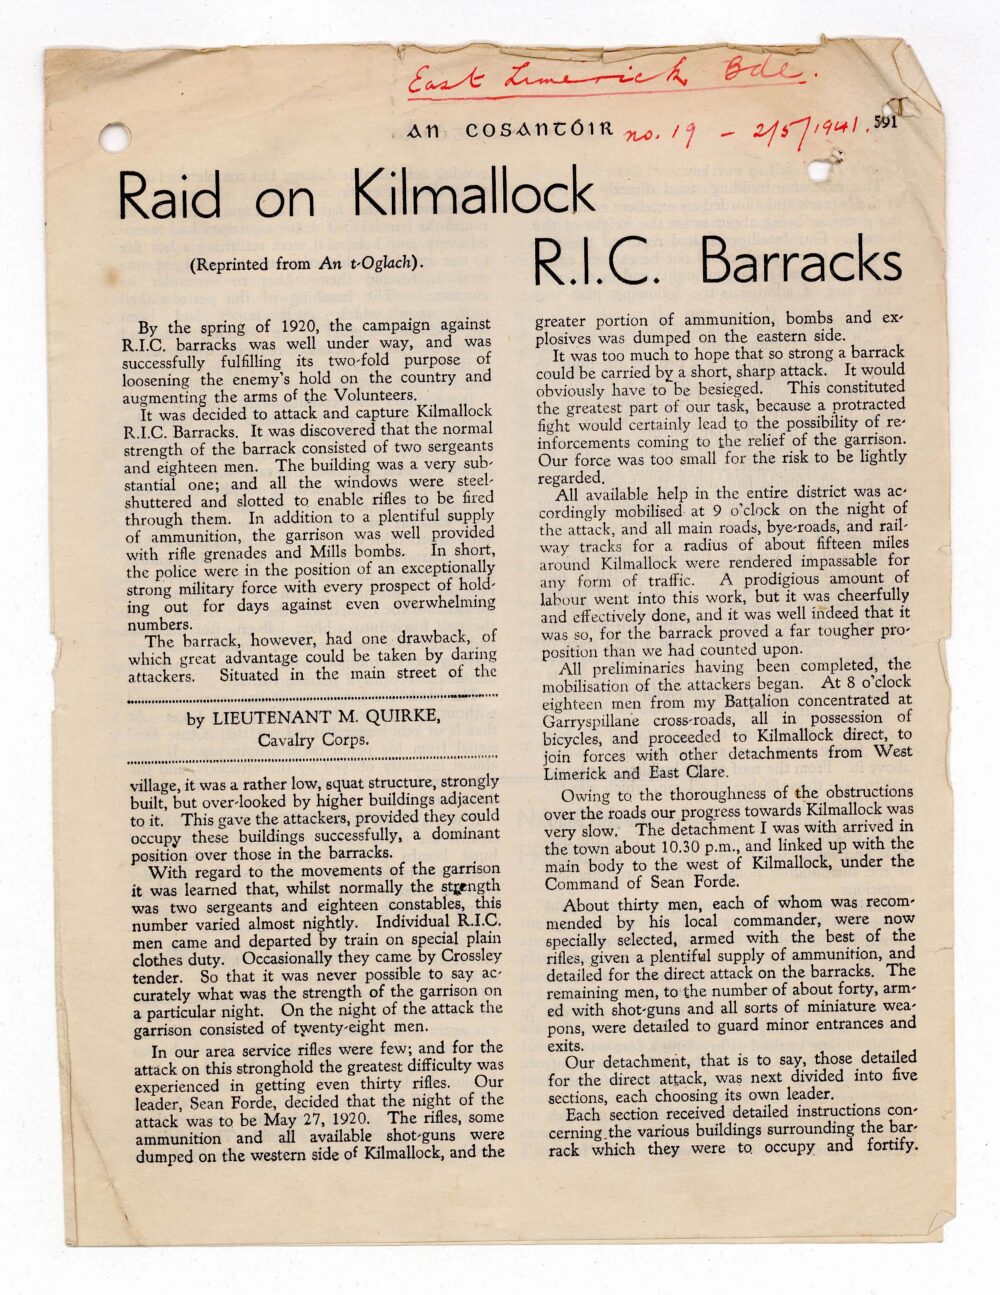 East Limerick Bde.
AN COSANTÓIR no. 19 - 2/5/1941. 591
Raid on Kilmallock
R.I.C. Barracks
(Reprinted from An t-Oglach).
By the spring of 1920, the campaign against
R.I.C. barracks was well under way, and was
successfully fulfilling its two-fold purpose of
loosening the enemy's hold on the country and
augmenting the arms of the Volunteers.
It was decided to attack and capture Kilmallock
R.I.C. Barracks. It was discovered that the normal
strength of the barrack consisted of two sergeants
and eighteen men. The building was a very sub-
stantial one; and all the windows were steel-
shuttered and slotted to enable rifles to be fired
through them. In addition to a plentiful supply
of ammunition, the garrison was well provided
with rifle grenades and Mills bombs. In short,
the police were in the position of an exceptionally
strong military force with every prospect of hold-
ing out for days against even overwhelming
numbers.
The barrack, however, had one drawback, of
which great advantage could be taken by daring
attackers. Situated in the main street of the
by LIEUTENANT M. QUIRKE,
Cavalry Corps.
village, it was a rather low, squat structure, strongly
built, but over-looked by higher buildings adjacent
to it. This gave the attackers, provided they could
occupy these buildings successfully, a dominant
position over those in the barracks.
With regard to the movements of the garrison
it was learned that, whilst normally the strength
was two sergeants and eighteen constables, this
number varied almost nightly. Individual R.I.C.
men came and departed by train on special plain
clothes duty. Occasionally they came by Crossley
tender. So that it was never possible to say ac-
curately what was the strength of the garrison on
a particular night. On the night of the attack the
garrison consisted of twenty-eight men.
In our area service rifles were few; and for the
attack on this stronghold the greatest difficulty was
experienced in getting even thirty rifles. Our
leader, Sean Forde, decided that the night of the
attack was to be May 27, 1920. The rifles, some
ammunition and all available shot-guns were
dumped on the western side of Kilmallock, and the
greater portion of ammunition, bombs and ex-
plosives was dumped on the eastern side.
It was too much to hope that so strong a barrack
could be carried by a short, sharp attack. It would
obviously have to be besieged. This constituted
the greatest part of our task, because a protracted
fight would certainly lead to the possibility of re-
inforcements coming to the relief of the garrison.
Our force was too small for the risk to be lightly
regarded.
All available help in the entire district was ac-
cordingly mobilised at 9 o'clock on the night of
the attack, and all main roads, bye-roads, and rail-
way tracks for a radius of about fifteen miles
around Kilmallock were rendered impassable for
any form of traffic. A prodigious amount of
labour went into this work, but it was cheerfully
and effectively done, and it was well indeed that it
was so, for the barrack proved a far tougher pro-
position than we had counted upon.
All preliminaries having been completed, the
mobilisation of the attackers began. At 8 o'clock
eighteen men from my Battalion concentrated at
Garryspillane cross-roads, all in possession of
bicycles, and proceeded to Kilmallock direct, to
join forces with other detachments from West
Limerick and East Clare.
Owing to the thoroughness of the obstructions
over the roads our progress towards Kilmallock was
very slow. The detachment I was with arrived in
the town about 10.30 p.m., and linked up with the
main body to the west of Kilmallock, under the
Command of Sean Forde.
About thirty men, each of whom was recom-
mended by his local commander, were now
specially selected, armed with the best of the
rifles, given a plentiful supply of ammunition, and
detailed for the direct attack on the barracks. The
remaining men, to the number of about forty, arm-
ed with shot-guns and all sorts of miniature wea-
pons, were detailed to guard minor entrances and
exits.
Our detachment, that is to say, those detailed
for the direct attack, was next divided into five
sections, each choosing its own leader.
Each section received detailed instructions con-
cerning the various buildings surrounding the bar-
rack which they were to occupy and fortify.